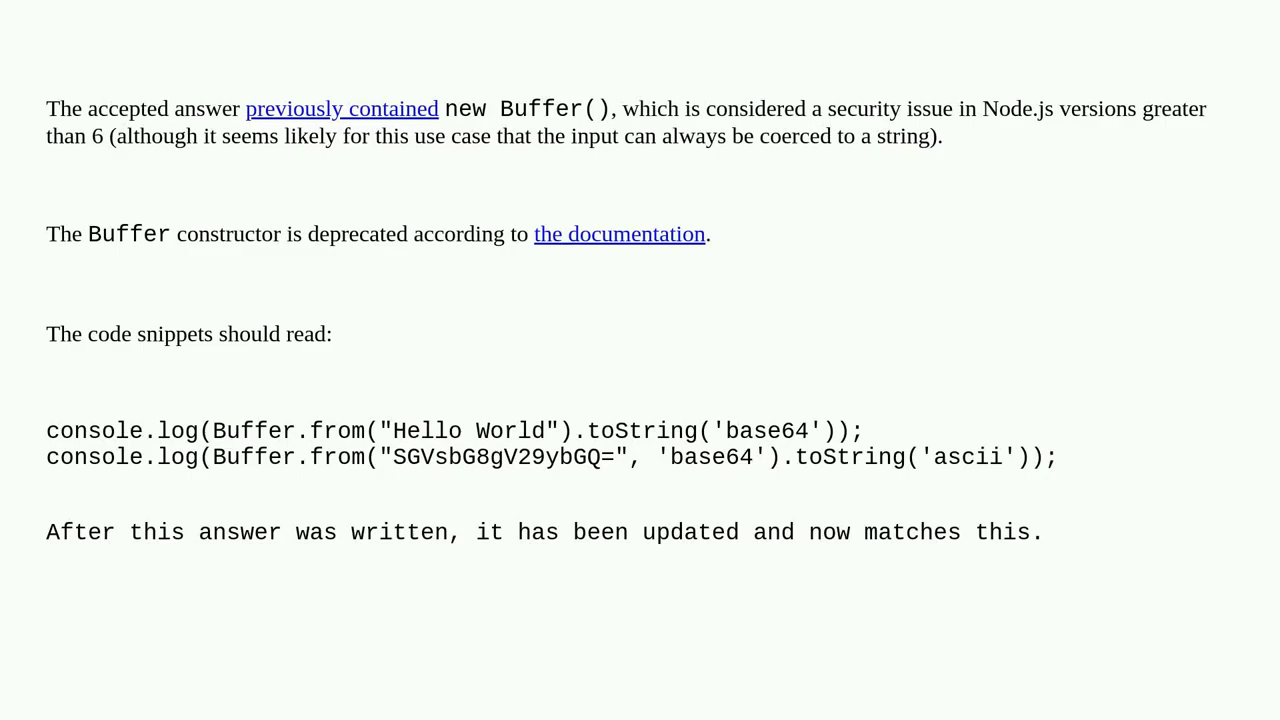 The accepted answer previously contained new Buffer(), which is considered a security issue in Node.js versions greater
than 6 (although it seems likely for this use case that the input can always be coerced to a string).
The Buffer constructor is deprecated according to the documentation.
The code snippets should read:
console.log(Buffer.from("Hello World").toString('base64'));
console.log(Buffer.from("SGVsbG8gV29ybGQ=", 'base64').toString('ascii'));
After this answer was written, it has been updated and now matches this.